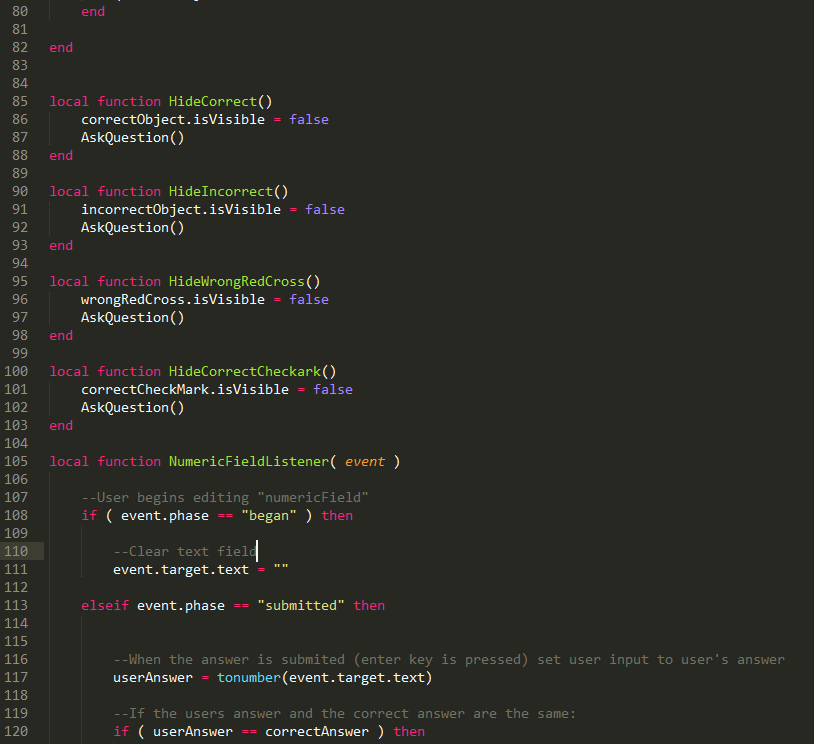 80 end
81
82 end
83
84
85 local function HideCorrect()
86 correctObject.isVisible = false
87 AskQuestion()
88 end
89
90 local function HideIncorrect()
91 incorrectObject.isVisible = false
92 AskQuestion()
93 end
94
95 local function HideWrongRedCross()
96 wrongRedCross.isVisible = false
97 AskQuestion()
98 end
99
100 local function HideCorrectCheckark()
101 correctCheckMark.isVisible = false
102 AskQuestion()
103 end
104
105 local function NumericFieldListener( event )
106
107 --User begins editing "numericField"
108 if ( event.phase == "began" ) then
109
110 --Clear text field
111 event.target.text = ""
112
113 elseif event.phase == "submitted" then
114
115
116 --When the answer is submited (enter key is pressed) set user input to user's answer
117 userAnswer = tonumber(event.target.text)
118
119 --If the users answer and the correct answer are the same:
120 if ( userAnswer == correctAnswer ) then